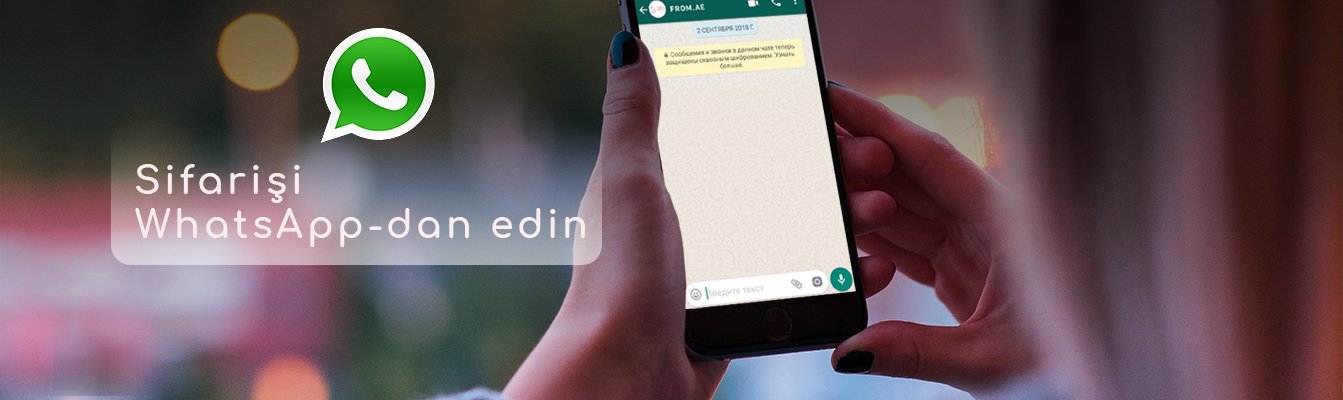 Sifarişi
WhatsApp-dan edin
FROM.AE
2 СЕНТЯБРЯ 2018 Г.
Сообщения и звонки в данном чате теперь
защищены сквозным шифрованием. Узнать
больше.
Введите текст